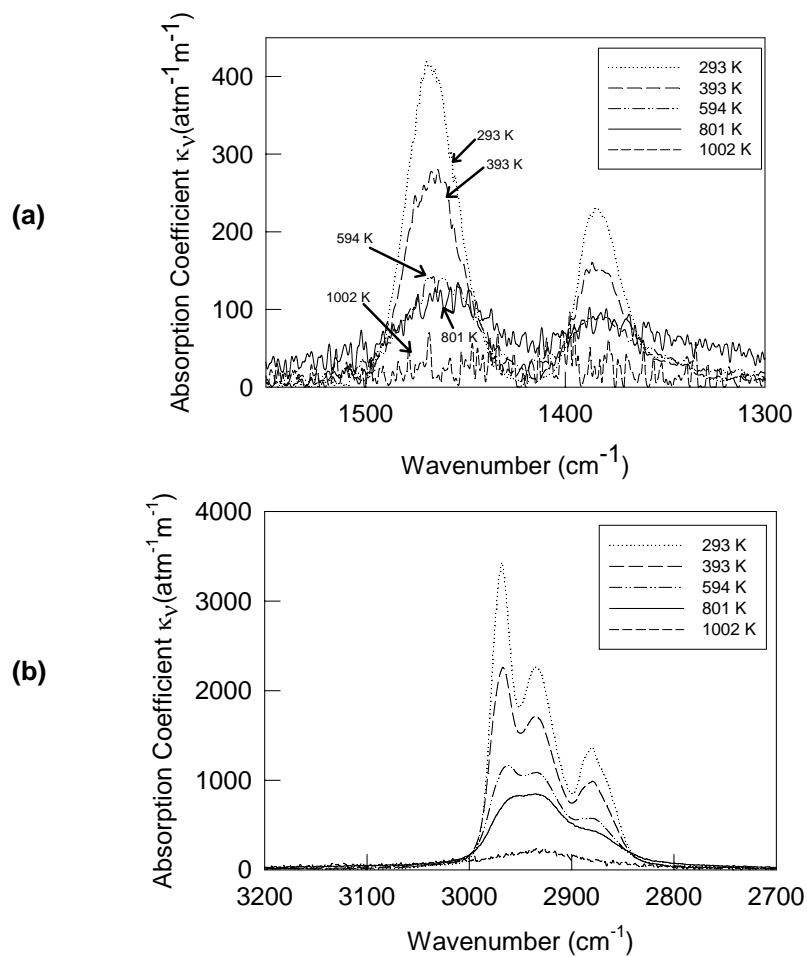 (a)
Absorption Coefficient κν(atm-1m-1)
400
300
200
100
0
293 K
393 K
594 K
801 K
1002 K
293 K
393 K
594 K
1002 K
801 K
1500
1400
1300
Wavenumber (cm-1)
(b)
Absorption Coefficient κν(atm-1m-1)
4000
3000
2000
1000
0
293 K
393 K
594 K
801 K
1002 K
3200
3100
3000
2900
2800
2700
Wavenumber (cm-1)